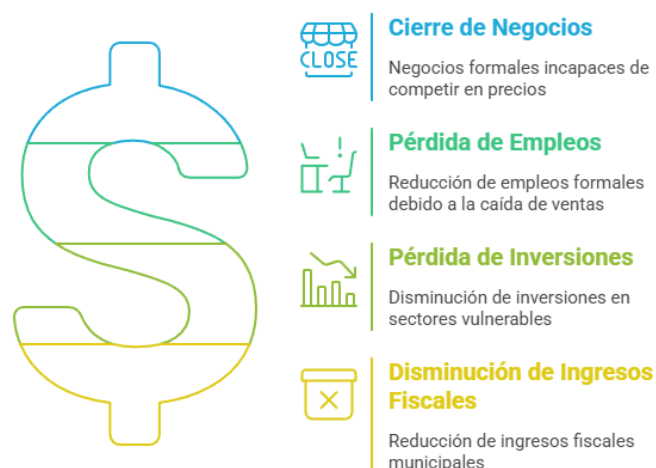 CLOSE
Cierre de Negocios
Negocios formales incapaces de
competir en precios
Pérdida de Empleos
Reducción de empleos formales
debido a la caída de ventas
Pérdida de Inversiones
Disminución de inversiones en
sectores vulnerables
Disminución de Ingresos
Fiscales
Reducción de ingresos fiscales
municipales